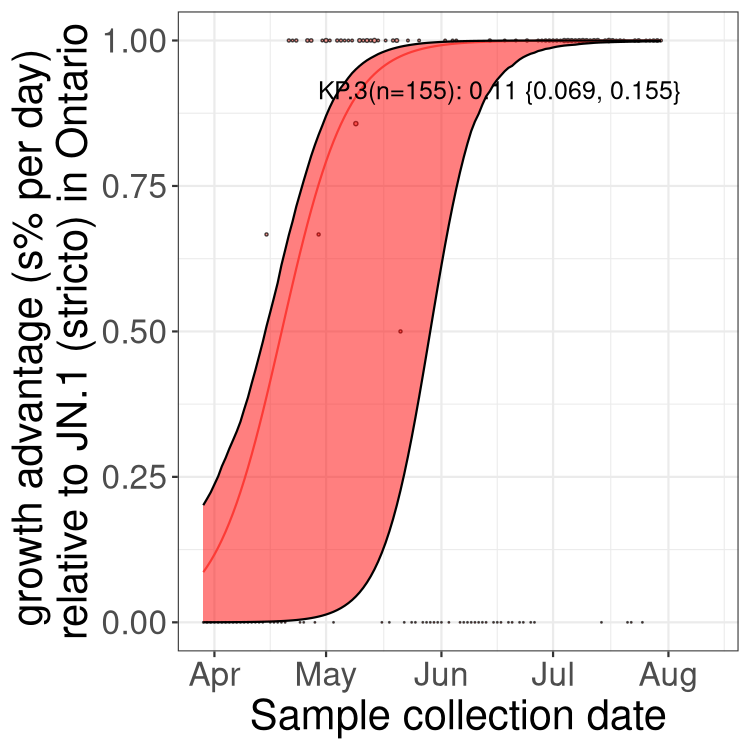 growth advantage (s% per day)
relative to JN.1 (stricto) in Ontario
1.00
0.75
0.50
0.25
0.00
KP.3(n=155): 0.11 {0.069, 0.155}
Apr May Jun Jul Aug
Sample collection date